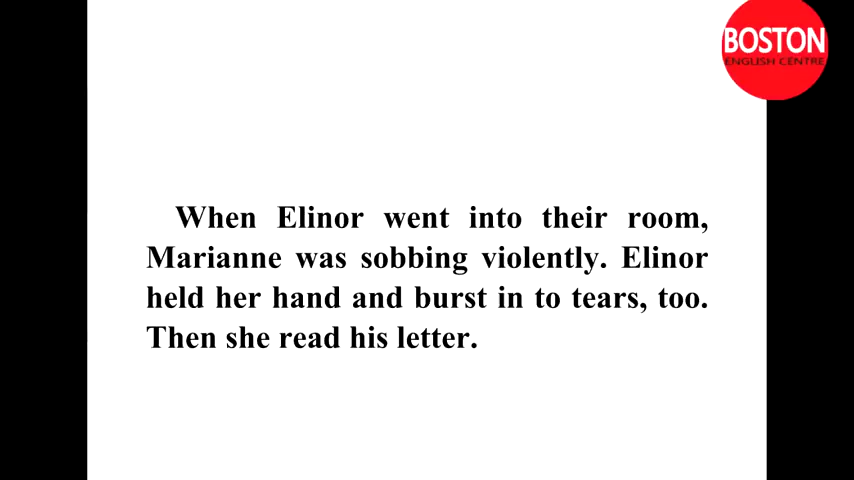 BOSTON
ENGLISH CENTRE
When Elinor went into their room,
Marianne was sobbing violently. Elinor
held her hand and burst in to tears, too.
Then she read his letter.